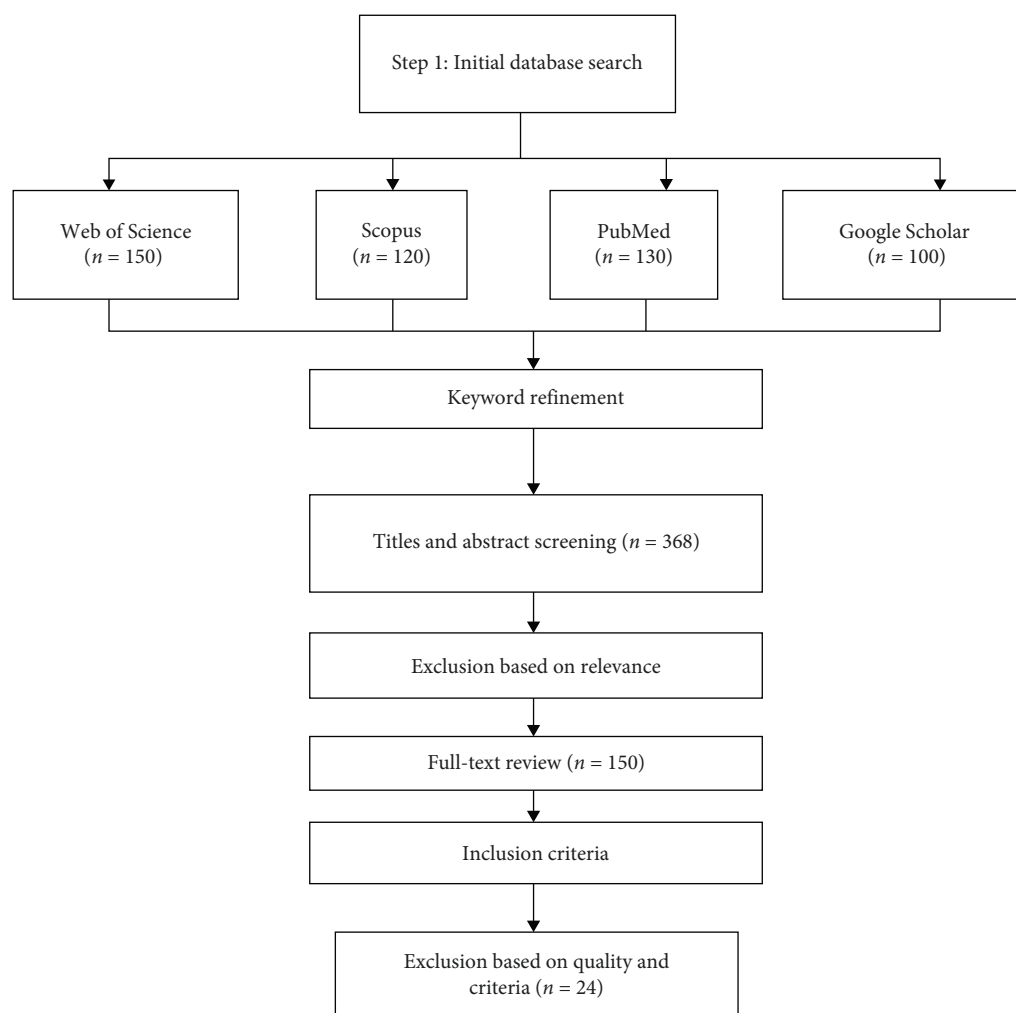 Step 1: Initial database search
Web of Science
(n = 150)
Scopus
(n = 120)
PubMed
(n = 130)
Google Scholar
(n = 100)
Keyword refinement
Titles and abstract screening (n = 368)
Exclusion based on relevance
Full-text review (n = 150)
Inclusion criteria
Exclusion based on quality and
criteria (n = 24)